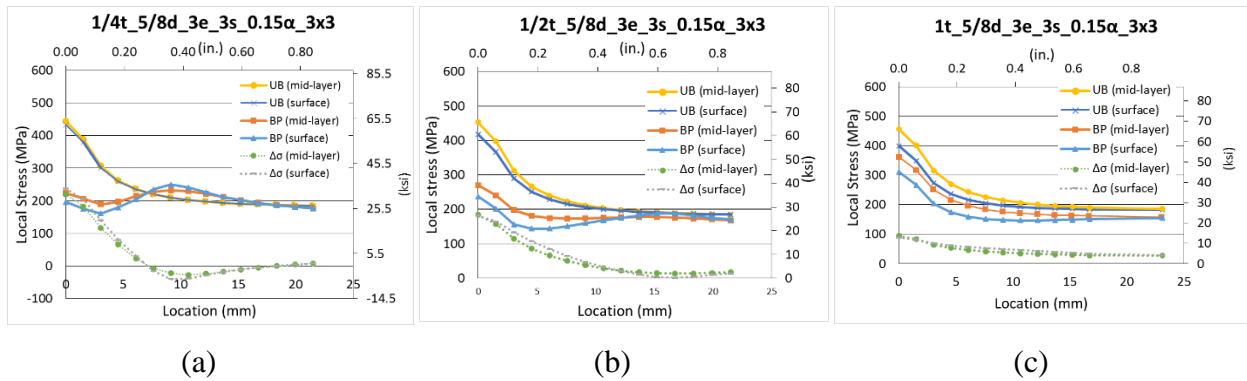 1/4t_5/8d_3e_3s_0.15α_3x3
0.00 0.20 0.40 0.60 0.80
(in.)
600
500
400
300
200
100
0
-100
85.5
65.5
45.5
25.5
5.5
-14.5
UB (mid-layer)
UB (surface)
BP (mid-layer)
BP (surface)
Δσ (mid-layer)
Δσ (surface)
Local Stress (MPa)
(ksi)
0 5 10 15 20 25
Location (mm)
(a)
1/2t_5/8d_3e_3s_0.15α_3x3
0.0 0.2 0.4 0.6 0.8
(in.)
600
500
400
300
200
100
0
80
70
60
50
40
30
20
10
0
UB (mid-layer)
UB (surface)
BP (mid-layer)
BP (surface)
Δσ (mid-layer)
Δσ (surface)
Local Stress (MPa)
(ksi)
0 5 10 15 20 25
Location (mm)
(b)
1t_5/8d_3e_3s_0.15α_3x3
0.0 0.2 0.4 0.6 0.8
(in.)
600
500
400
300
200
100
0
80
70
60
50
40
30
20
10
0
UB (mid-layer)
UB (surface)
BP (mid-layer)
BP (surface)
Δσ (mid-layer)
Δσ (surface)
Local Stress (MPa)
(ksi)
0 5 10 15 20 25
Location (mm)
(c)